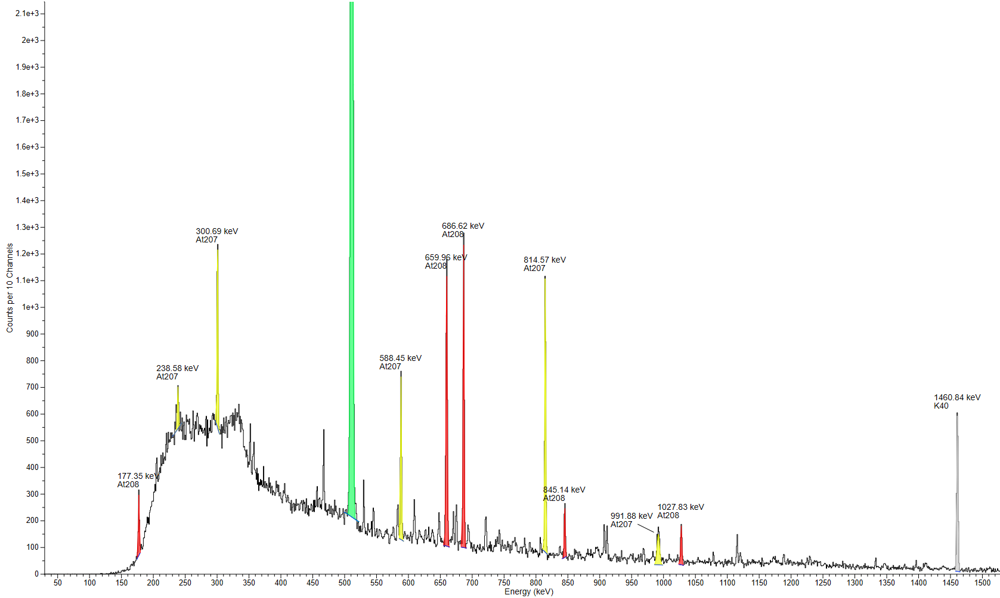 2.1e+3
2e+3
1.9e+3
1.8e+3
1.7e+3
1.6e+3
1.5e+3
1.4e+3
1.3e+3
1.2e+3
1.1e+3
1e+3
900
800
700
600
500
400
300
200
100
0
Counts per 10 Channels
177.35 keV
At208
238.58 keV
At207
300.69 keV
At207
588.45 keV
At207
659.96 keV
At208
686.62 keV
At208
814.57 keV
At207
845.14 keV
At208
991.88 keV
At207
1027.83 keV
At208
1460.84 keV
K40
50 100 150 200 250 300 350 400 450 500 550 600 650 700 750 800 850 900 950 1000 1050 1100 1150 1200 1250 1300 1350 1400 1450 1500
Energy (keV)